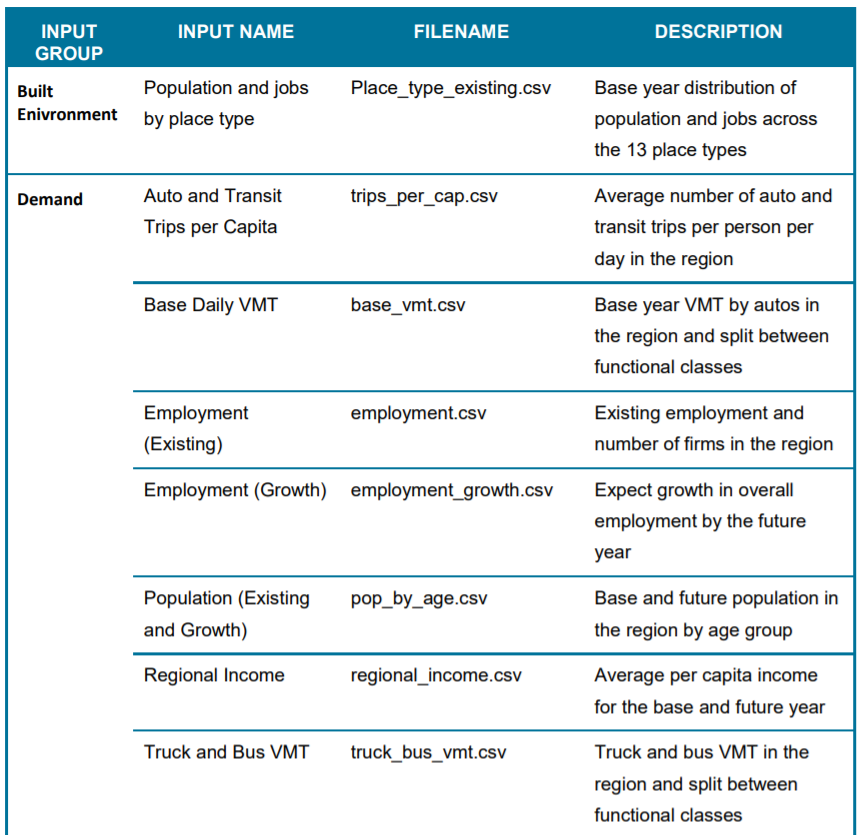 INPUT GROUP INPUT NAME FILENAME DESCRIPTION
Built Enivronment
Population and jobs
by place type
Place_type_existing.csv
Base year distribution of
population and jobs across
the 13 place types
Demand
Auto and Transit
Trips per Capita
trips_per_cap.csv
Average number of auto and
transit trips per person per
day in the region
Base Daily VMT
base_vmt.csv
Base year VMT by autos in
the region and split between
functional classes
Employment
(Existing)
employment.csv
Existing employment and
number of firms in the region
Employment (Growth)
employment_growth.csv
Expect growth in overall
employment by the future
year
Population (Existing
and Growth)
pop_by_age.csv
Base and future population in
the region by age group
Regional Income
regional_income.csv
Average per capita income
for the base and future year
Truck and Bus VMT
truck_bus_vmt.csv
Truck and bus VMT in the
region and split between
functional classes